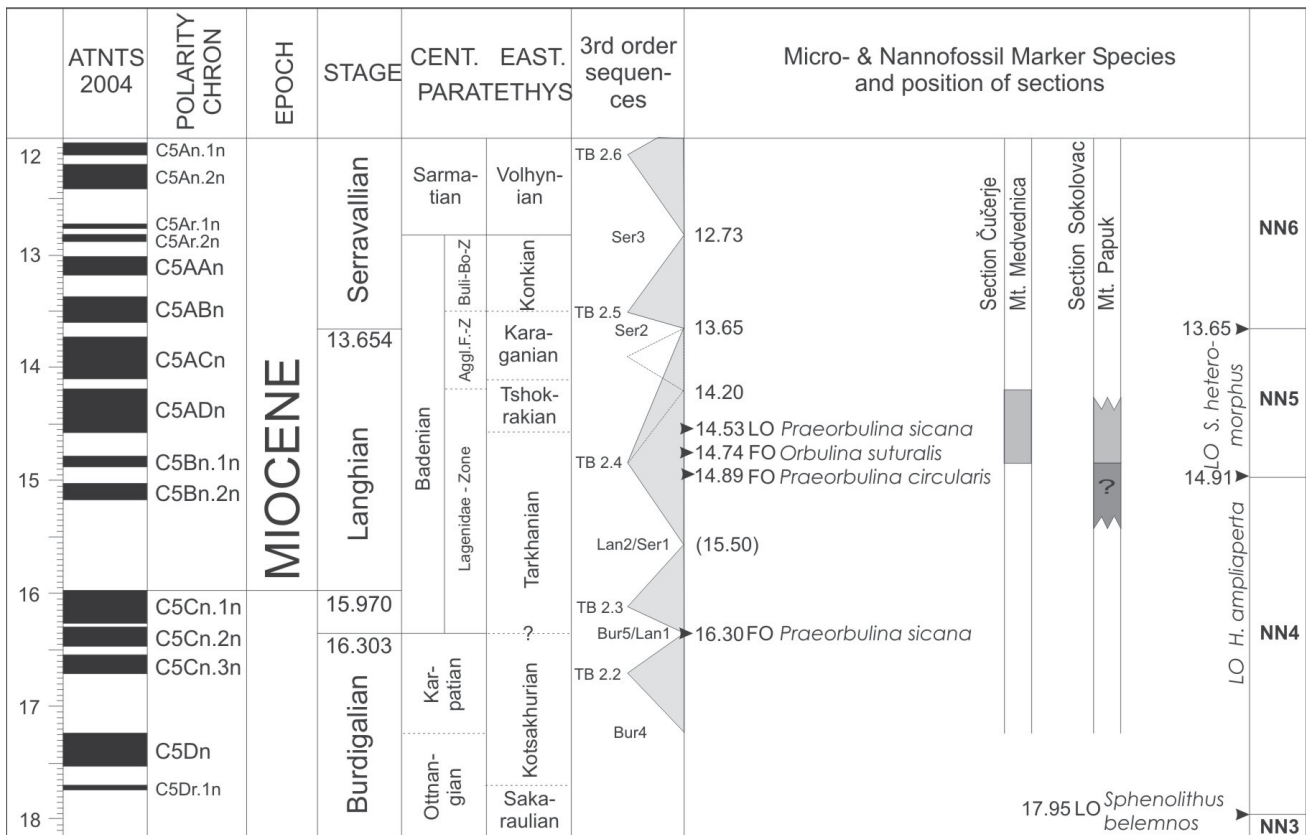 ATNTS
2004
POLARITY
CHRON
EPOCH
STAGE
CENT. EAST.
PARATETHYS
3rd order
sequen-
ces
Micro- & Nannofossil Marker Species
and position of sections
12
13
14
15
16
17
18
C5An.1n
C5An.2n
C5Ar.1n
C5Ar.2n
C5AAn
C5ABn
C5ACn
C5ADn
C5Bn.1n
C5Bn.2n
C5Cn.1n
C5Cn.2n
C5Cn.3n
C5Dn
C5Dr.1n
MIOCENE
Serravallian
13.654
Langhian
15.970
16.303
Burdigalian
Sarma-
tian
Badenian
Buli-Bo-Z
Aggl.F.-Z
Lagenidae - Zone
Kar-
patian
Ottnan-
gian
Volhyn-
ian
Konkian
Kara-
ganian
Tshok-
rakian
Tarkhanian
?
Kotsakhurian
Saka-
raulian
TB 2.6
Ser3
TB 2.5
Ser2
TB 2.4
Lan2/Ser1
TB 2.3
Bur5/Lan1
TB 2.2
Bur4
12.73
13.65
14.20
14.53 LO Praeorbulina sicana
14.74 FO Orbulina suturalis
14.89 FO Praeorbulina circularis
(15.50)
16.30 FO Praeorbulina sicana
Section Čučerje
Mt. Medvednica
Section Sokolovac
Mt. Papuk
?
13.65
LO S. hetero-
morphus
14.91
LO H. ampliaperta
17.95 LO Sphenolithus
belemnos
NN6
NN5
NN4
NN3